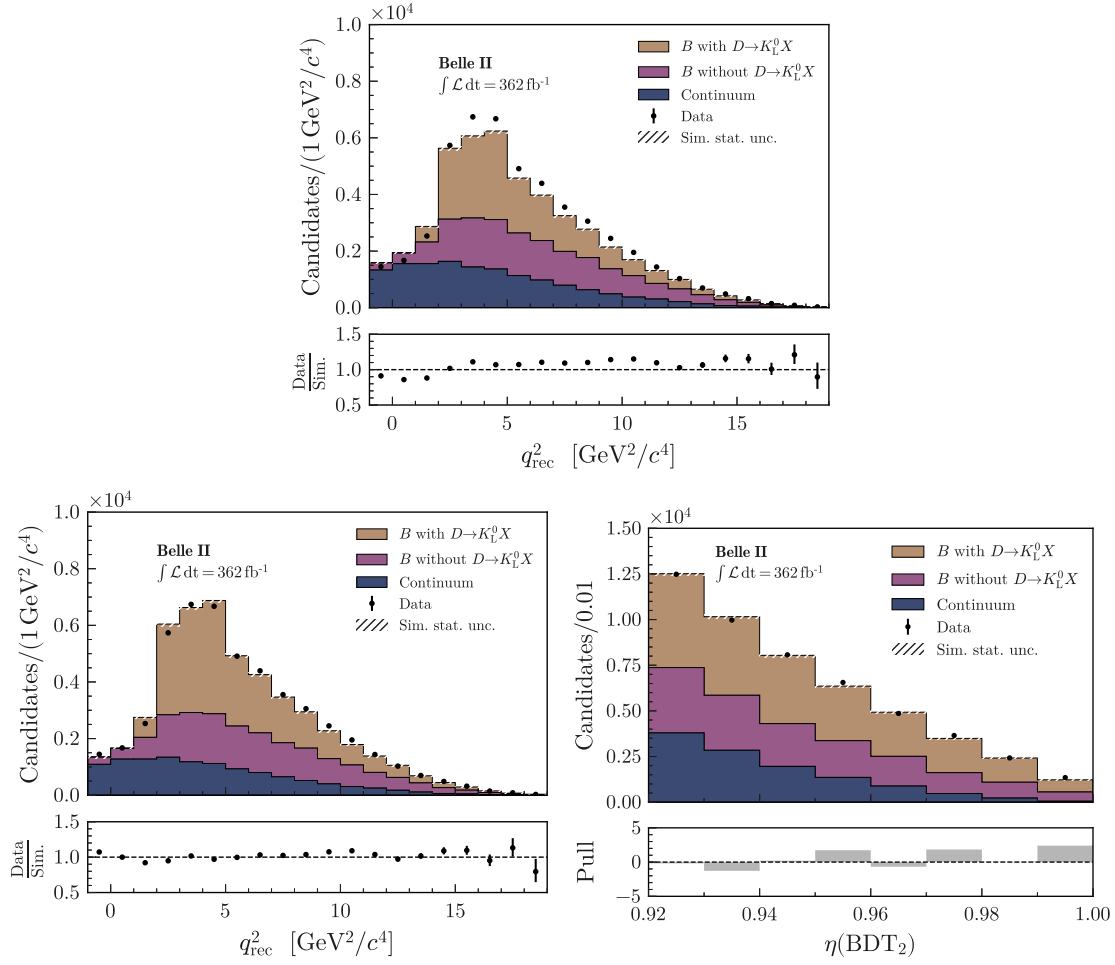 ×10⁴
1.0
0.8
0.6
0.4
0.2
0.0
Candidates/(1 GeV²/c⁴)
Belle II
∫ ℒ dt = 362 fb⁻¹
B with D→K⁰_L X
B without D→K⁰_L X
Continuum
Data
Sim. stat. unc.
1.5
1.0
0.5
Data
Sim.
0 5 10 15
q²_rec [GeV²/c⁴]
×10⁴
1.0
0.8
0.6
0.4
0.2
0.0
Candidates/(1 GeV²/c⁴)
Belle II
∫ ℒ dt = 362 fb⁻¹
B with D→K⁰_L X
B without D→K⁰_L X
Continuum
Data
Sim. stat. unc.
1.5
1.0
0.5
Data
Sim.
0 5 10 15
q²_rec [GeV²/c⁴]
×10⁴
1.50
1.25
1.00
0.75
0.50
0.25
0.00
Candidates/0.01
Belle II
∫ ℒ dt = 362 fb⁻¹
B with D→K⁰_L X
B without D→K⁰_L X
Continuum
Data
Sim. stat. unc.
5
0
−5
Pull
0.92 0.94 0.96 0.98 1.00
η(BDT₂)